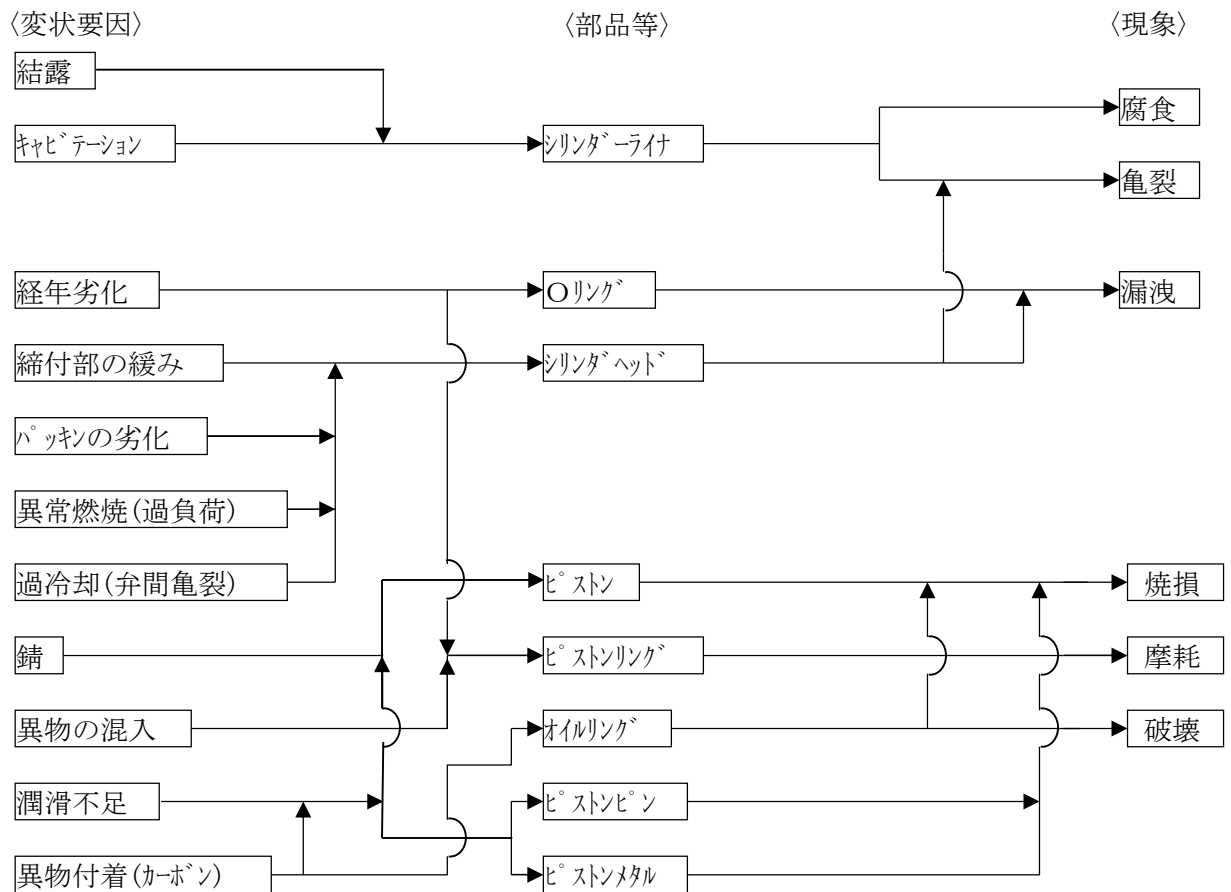 〈変状要因〉 〈部品等〉 〈現象〉
結露
腐食
ｷｬﾋﾞﾃｰｼｮﾝ ｼﾘﾝﾀﾞｰﾗｲﾅ
亀裂
経年劣化 Oﾘﾝｸﾞ 漏洩
締付部の緩み ｼﾘﾝﾀﾞﾍｯﾄﾞ
ﾊﾟｯｷﾝの劣化
異常燃焼(過負荷)
過冷却(弁間亀裂) ﾋﾟｽﾄﾝ 焼損
錆 ﾋﾟｽﾄﾝﾘﾝｸﾞ 摩耗
異物の混入 ｵｲﾙﾘﾝｸﾞ 破壊
潤滑不足 ﾋﾟｽﾄﾝﾋﾟﾝ
異物付着(ｶｰﾎﾞﾝ) ﾋﾟｽﾄﾝﾒﾀﾙ